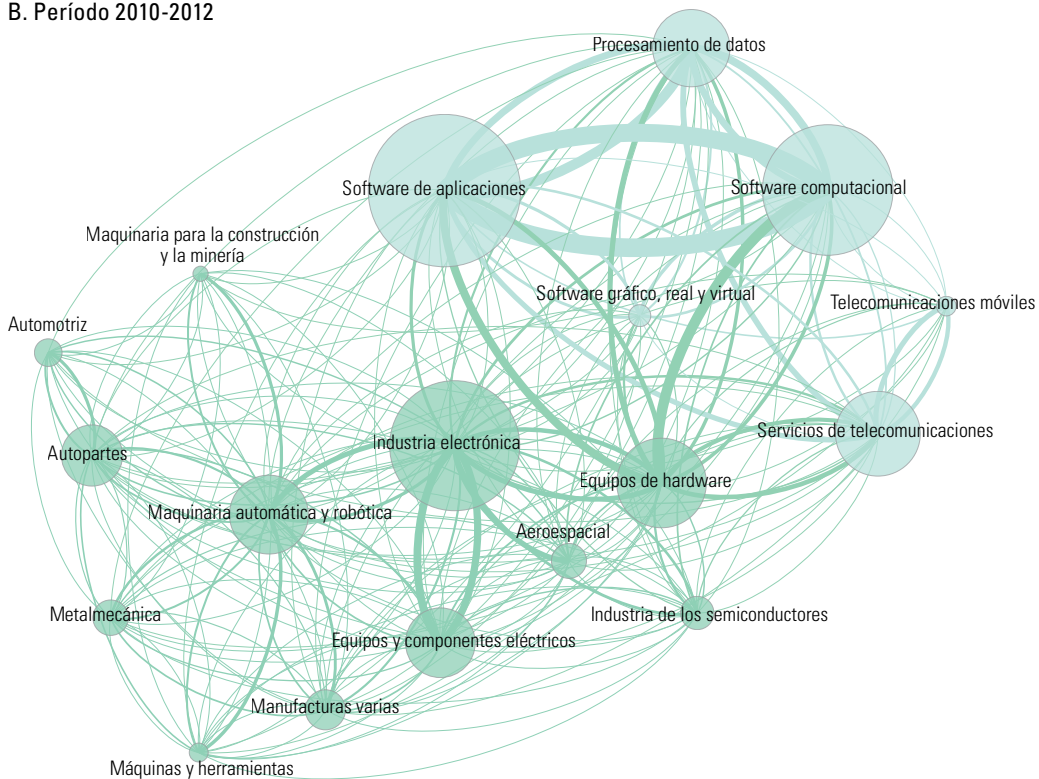 B. Período 2010-2012
Procesamiento de datos
Software de aplicaciones
Software computacional
Maquinaria para la construcción
y la minería
Software gráfico, real y virtual
Telecomunicaciones móviles
Automotriz
Autopartes
Industria electrónica
Servicios de telecomunicaciones
Equipos de hardware
Maquinaria automática y robótica
Aeroespacial
Metalmecánica
Equipos y componentes eléctricos
Industria de los semiconductores
Manufacturas varias
Máquinas y herramientas